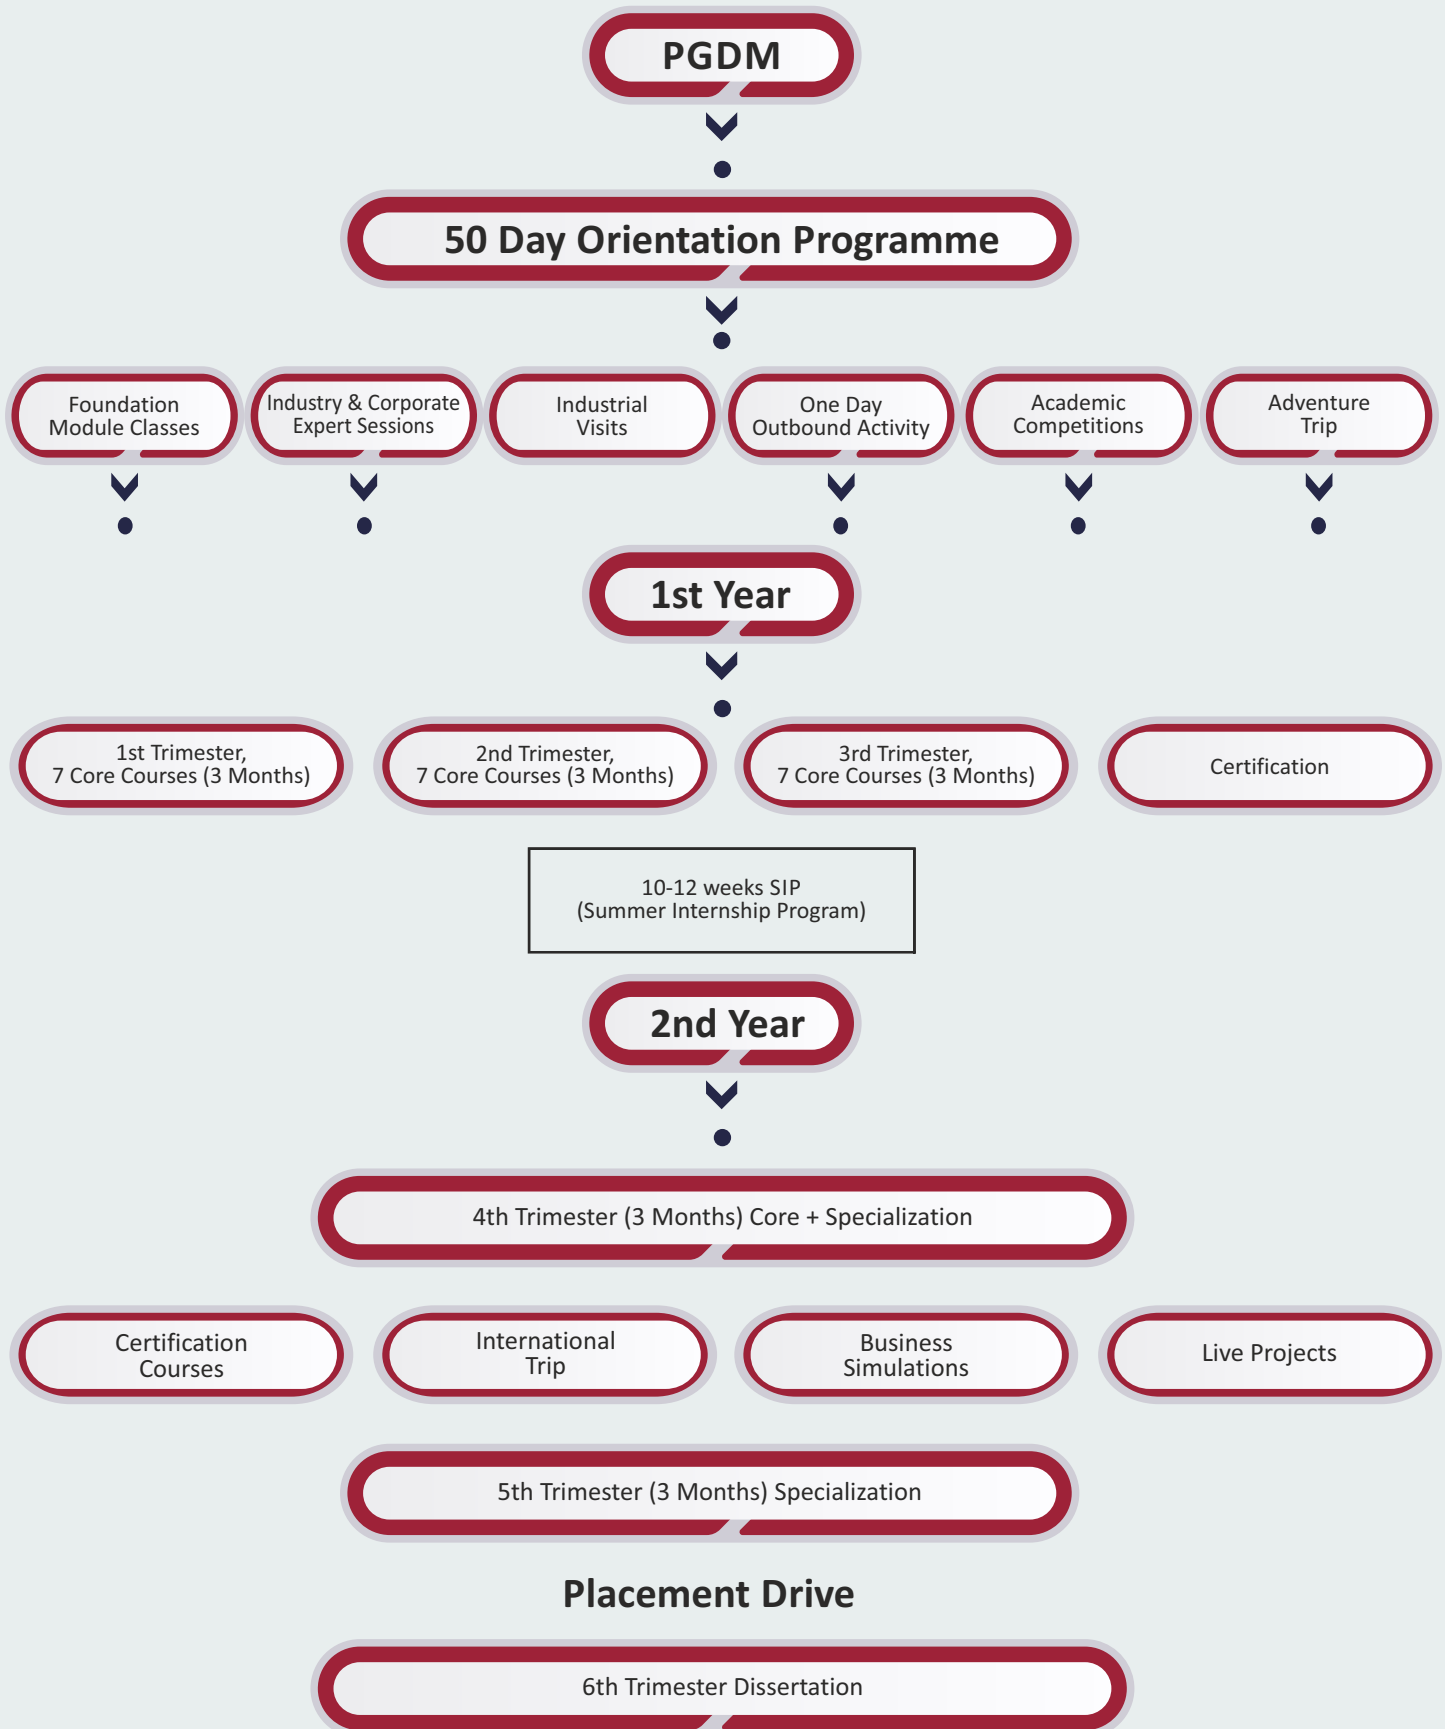 PGDM
50 Day Orientation Programme
Foundation
Module Classes
Industry & Corporate
Expert Sessions
Industrial
Visits
One Day
Outbound Activity
Academic
Competitions
Adventure
Trip
1st Year
1st Trimester,
7 Core Courses (3 Months)
2nd Trimester,
7 Core Courses (3 Months)
3rd Trimester,
7 Core Courses (3 Months)
Certification
10-12 weeks SIP
(Summer Internship Program)
2nd Year
4th Trimester (3 Months) Core + Specialization
Certification
Courses
International
Trip
Business
Simulations
Live Projects
5th Trimester (3 Months) Specialization
Placement Drive
6th Trimester Dissertation